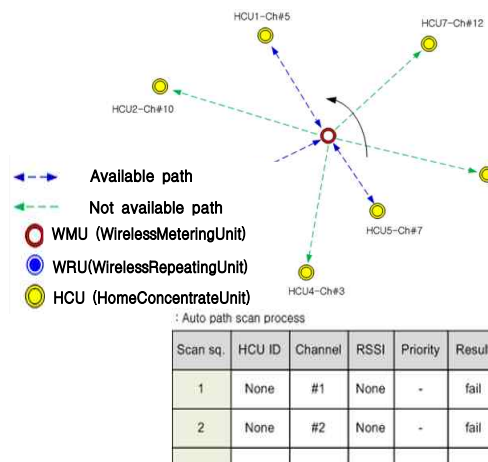 HCU1-Ch#5
HCU7-Ch#12
HCU2-Ch#10
Available path
Not available path
HCU5-Ch#7
WMU (WirelessMeteringUnit)
WRU(WirelessRepeatingUnit)
HCU (HomeConcentrateUnit)
HCU4-Ch#3
: Auto path scan process
Scan sq. HCU ID Channel RSSI Priority Resul
1 None #1 None - fail
2 None #2 None - fail